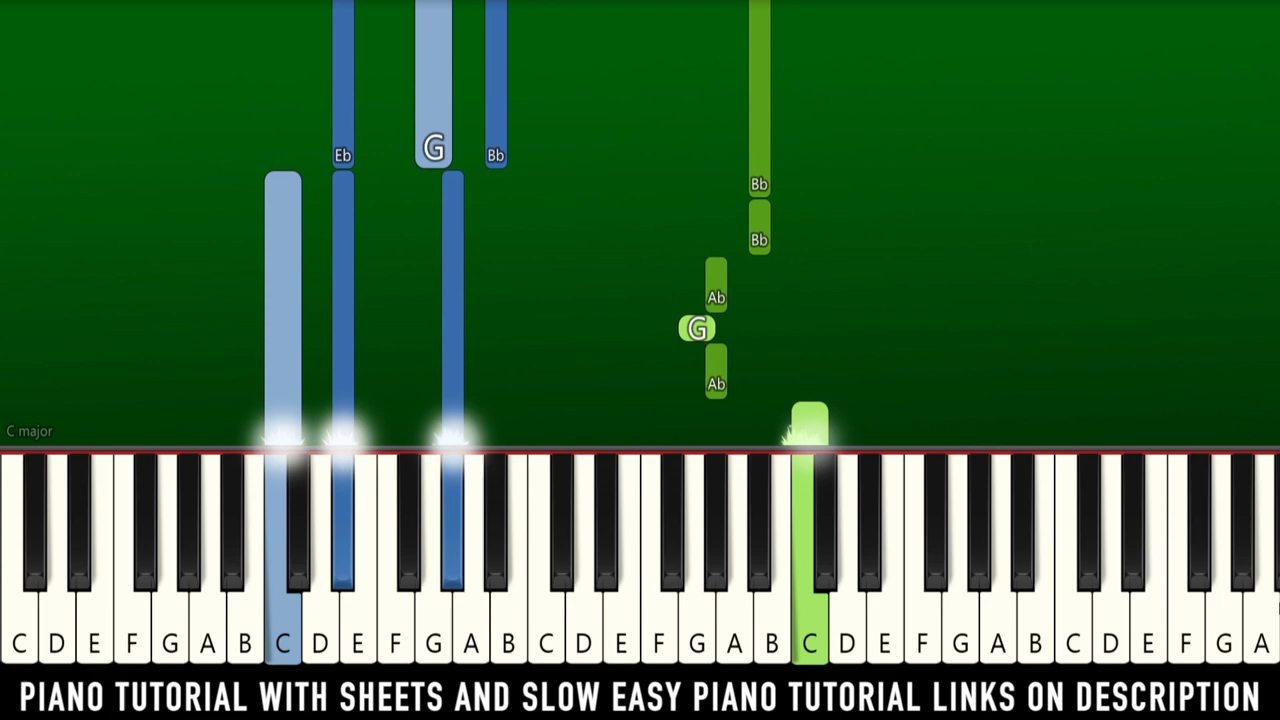 Eb G Bb
Bb
Bb
Ab
G
Ab
C major
C D E F G A B C D E F G A B C D E F G A B C D E F G A B C D E F G A
PIANO TUTORIAL WITH SHEETS AND SLOW EASY PIANO TUTORIAL LINKS ON DESCRIPTION